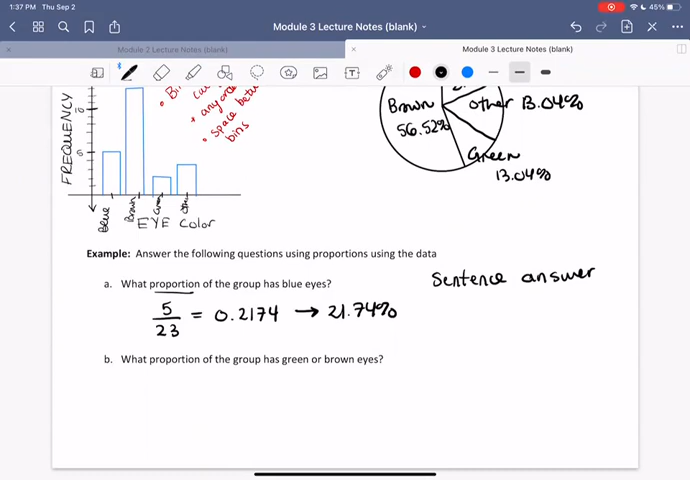 1:37 PM Thu Sep 2
45%
Module 3 Lecture Notes (blank)
Module 2 Lecture Notes (blank)
Module 3 Lecture Notes (blank)
FREQUENCY
5
Blue
Brown
EYE Color
• any order
• space betw
bins
Brown
56.52%
other 13.04%
Green
13.04%
Example: Answer the following questions using proportions using the data
a. What proportion of the group has blue eyes?
Sentence answer
5/23 = 0.2174 → 21.74%
b. What proportion of the group has green or brown eyes?